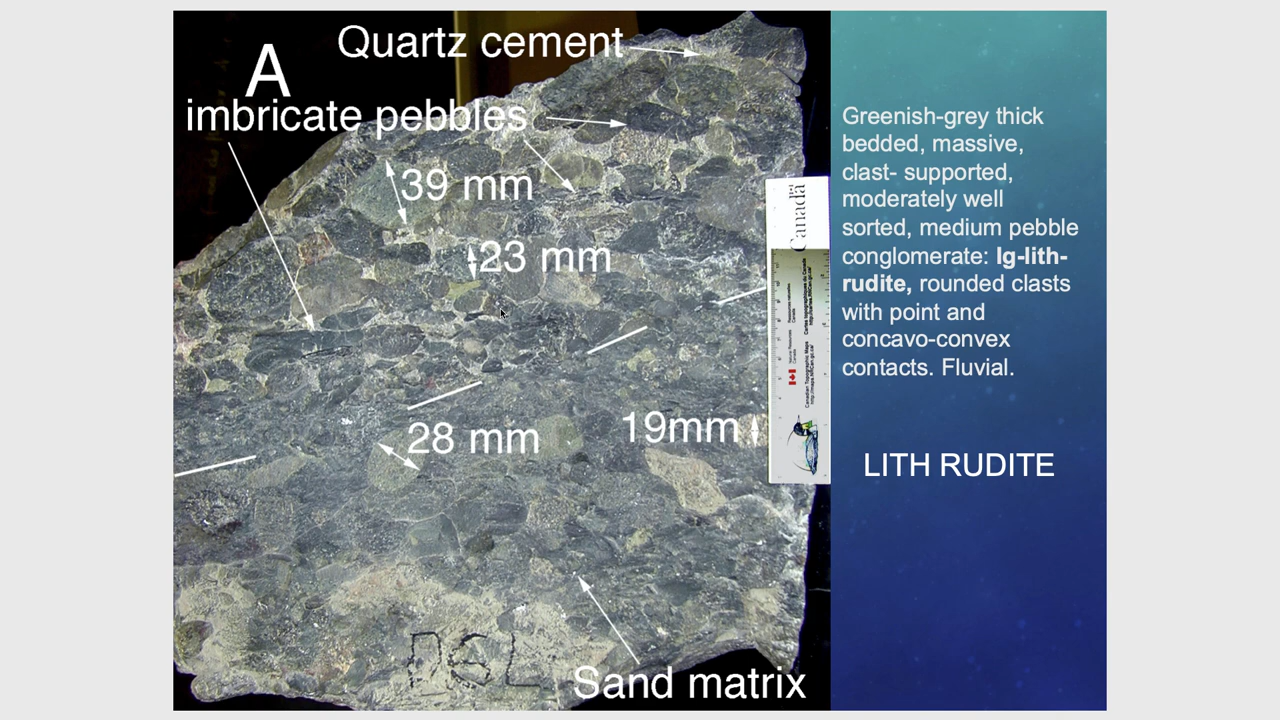 Quartz cement
A
imbricate pebbles
39 mm
23 mm
28 mm
19mm
Sand matrix
Canada
Greenish-grey thick
bedded, massive,
clast- supported,
moderately well
sorted, medium pebble
conglomerate: lg-lith-
rudite, rounded clasts
with point and
concavo-convex
contacts. Fluvial.
LITH RUDITE